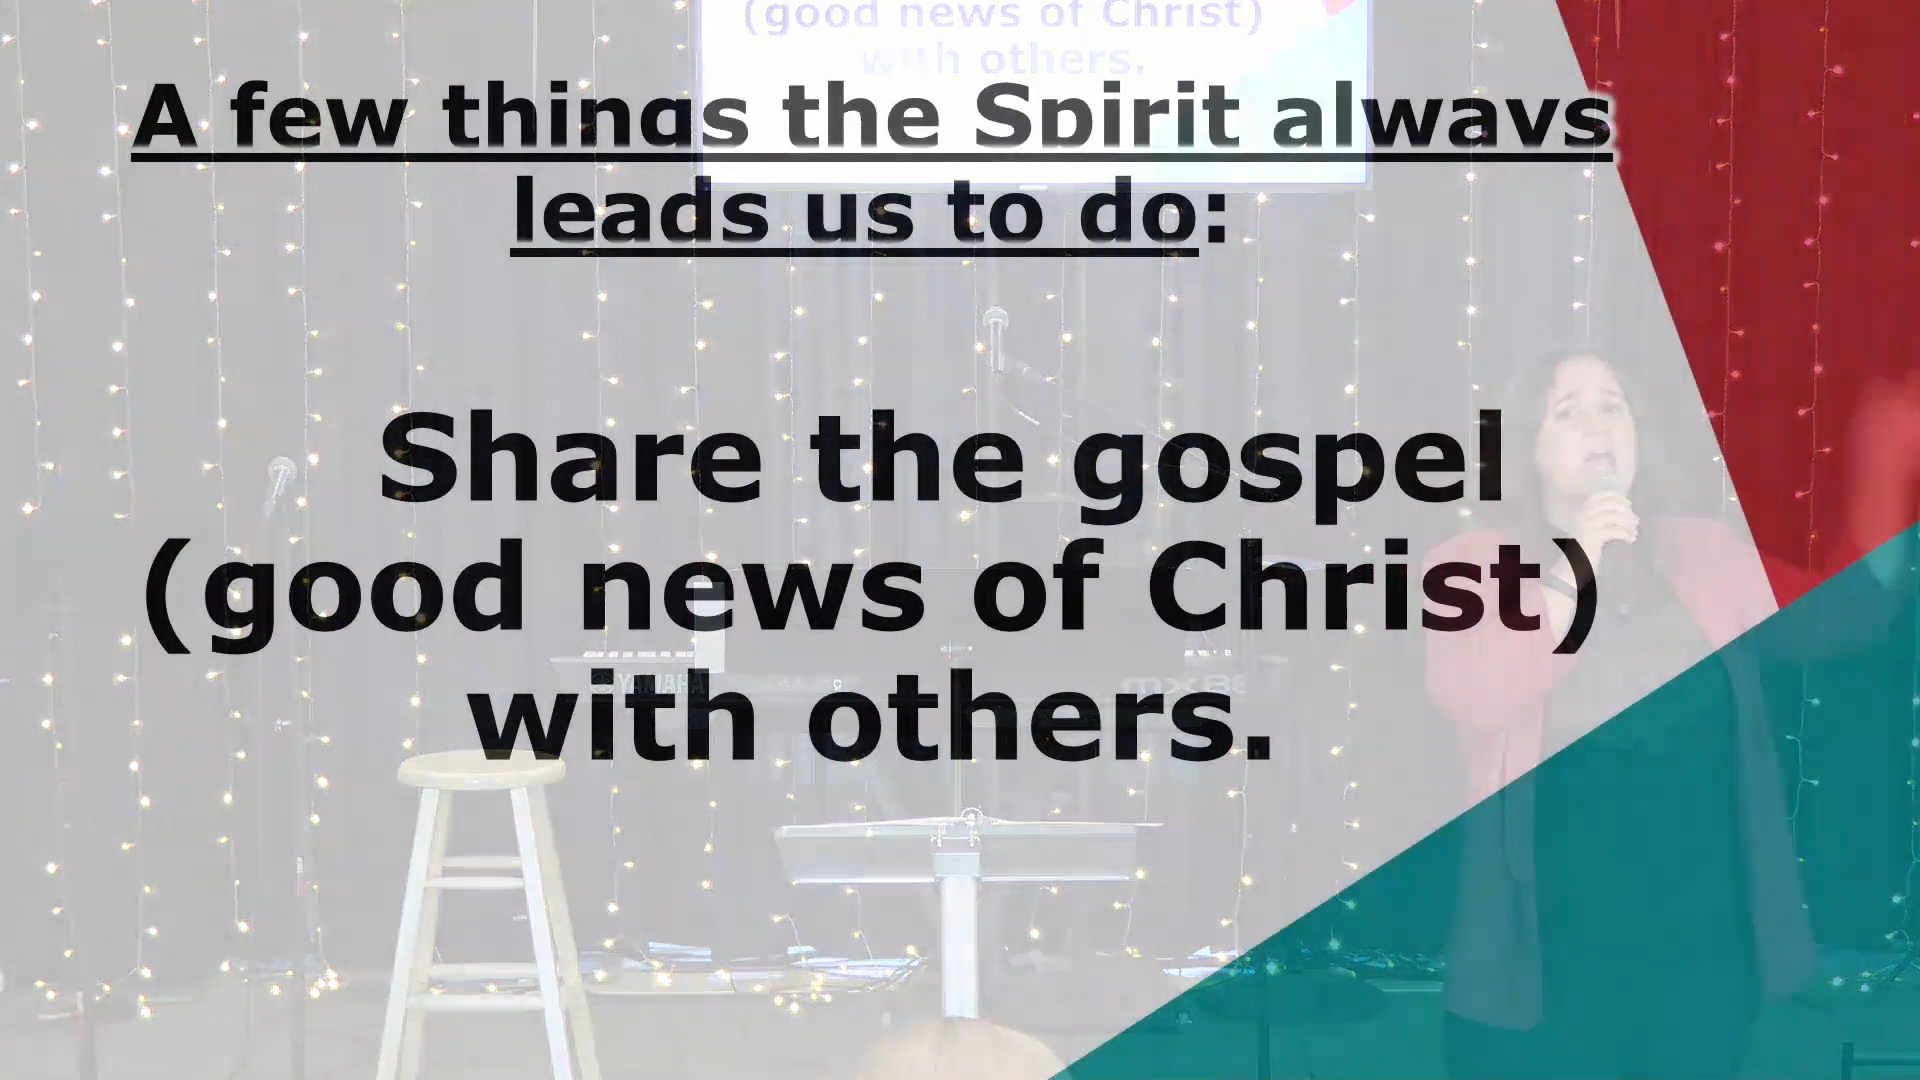 (good news of Christ)
with others.
A few things the Spirit always
leads us to do:
Share the gospel
(good news of Christ)
with others.
YAMAHA